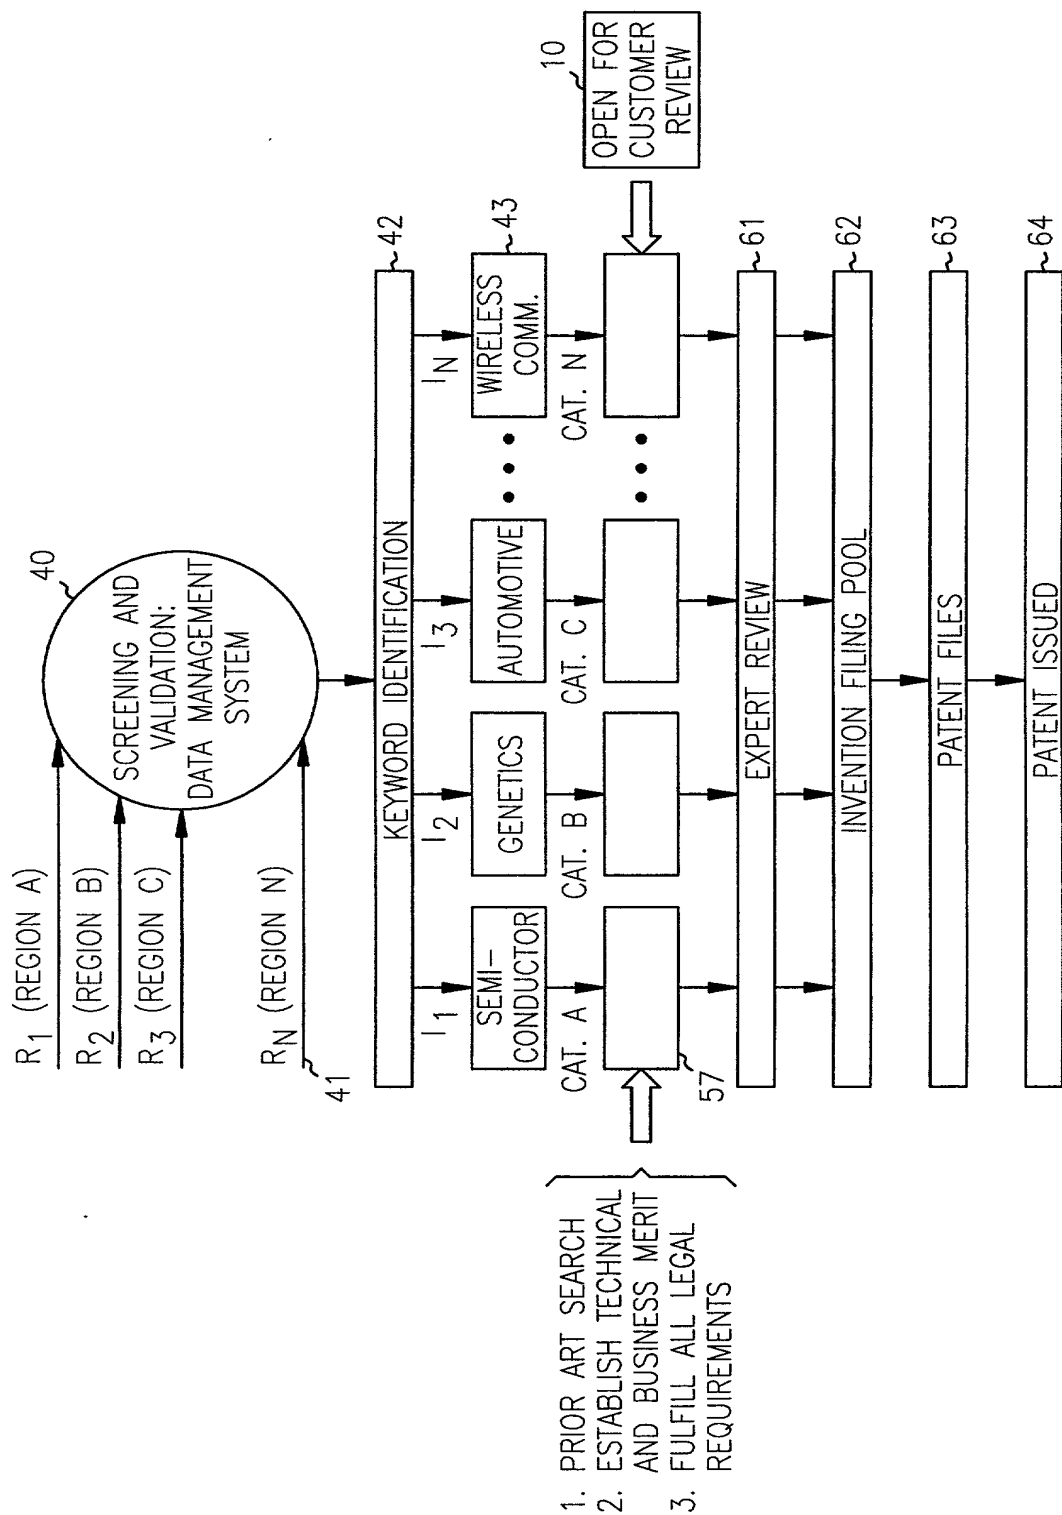 R1 (REGION A)
R2 (REGION B)
R3 (REGION C)
RN (REGION N)
41
40
SCREENING AND
VALIDATION:
DATA MANAGEMENT
SYSTEM
KEYWORD IDENTIFICATION
42
I1
I2
I3
IN
SEMI-
CONDUCTOR
GENETICS
AUTOMOTIVE
WIRELESS
COMM.
43
CAT. A
CAT. B
CAT. C
CAT. N
1. PRIOR ART SEARCH
2. ESTABLISH TECHNICAL
AND BUSINESS MERIT
3. FULFILL ALL LEGAL
REQUIREMENTS
57
10
OPEN FOR
CUSTOMER
REVIEW
EXPERT REVIEW
61
INVENTION FILING POOL
62
PATENT FILES
63
PATENT ISSUED
64